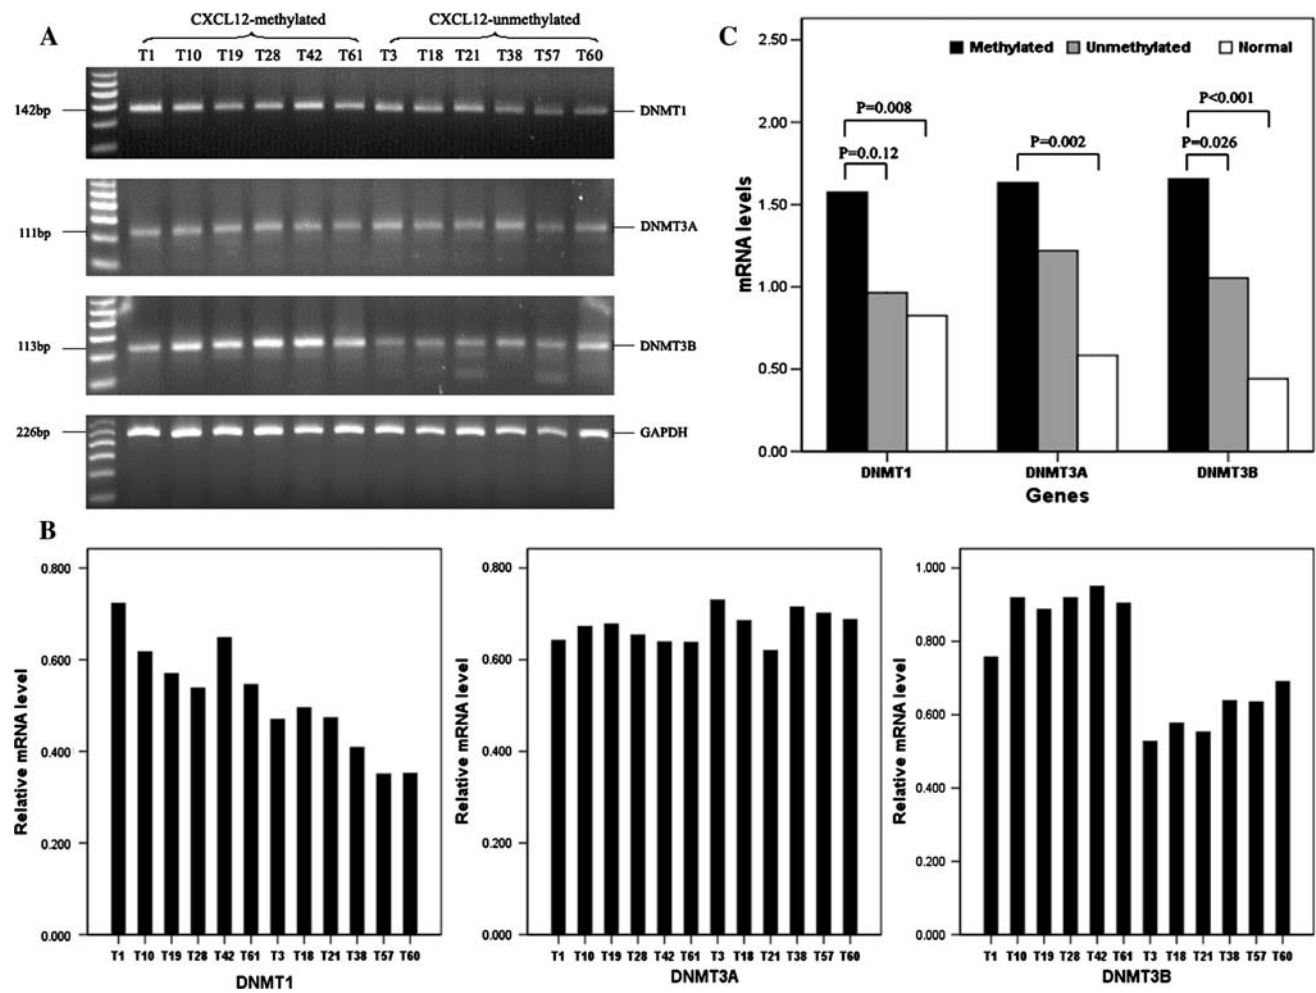 A
CXCL12-methylated CXCL12-unmethylated
T1 T10 T19 T28 T42 T61 T3 T18 T21 T38 T57 T60
142bp DNMT1
111bp DNMT3A
113bp DNMT3B
226bp GAPDH
C
Methylated Unmethylated Normal
2.50
2.00
1.50
1.00
0.50
0.00
mRNA levels
P=0.008
P=0.0.12
P=0.002
P<0.001
P=0.026
DNMT1 DNMT3A DNMT3B
Genes
B
0.800
0.600
0.400
0.200
0.000
Relative mRNA level
T1 T10 T19 T28 T42 T61 T3 T18 T21 T38 T57 T60
DNMT1
0.800
0.600
0.400
0.200
0.000
Relative mRNA level
T1 T10 T19 T28 T42 T61 T3 T18 T21 T38 T57 T60
DNMT3A
1.000
0.800
0.600
0.400
0.200
0.000
Relative mRNA level
T1 T10 T19 T28 T42 T61 T3 T18 T21 T38 T57 T60
DNMT3B